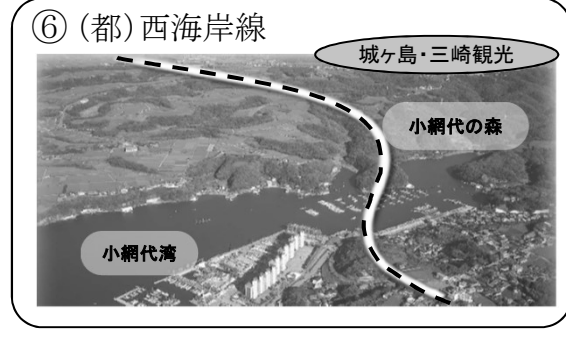 ⑥（都）西海岸線
城ヶ島・三崎観光
小網代の森
小網代湾